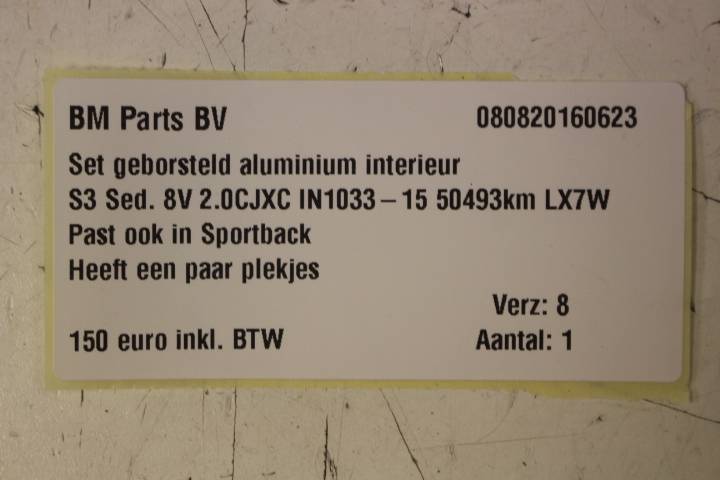 BM Parts BV 080820160623
Set geborsteld aluminium interieur
S3 Sed. 8V 2.0CJXC IN1033-15 50493km LX7W
Past ook in Sportback
Heeft een paar plekjes
Verz: 8
150 euro inkl. BTW Aantal: 1